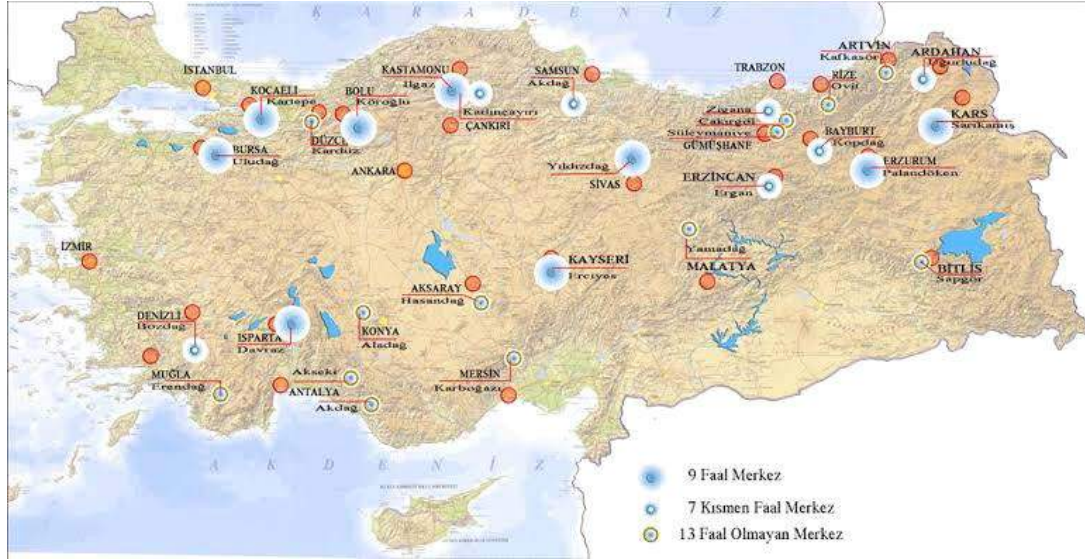 K A R A D E N İ Z
İSTANBUL
KOCAELİ
Kartepe
BOLU
Köroğlu
KASTAMONU
Ilgaz
Kadınçayırı
ÇANKIRI
SAMSUN
Akdağ
TRABZON
ARTVİN
Kafkasör
ARDAHAN
Uğurludağ
RİZE
Ovit
Zigana
Çakırgöl
Süleymaniye
GÜMÜŞHANE
BAYBURT
Kopdağ
KARS
Sarıkamış
ERZURUM
Palandöken
ERZİNCAN
Ergan
DÜZCE
Kardüz
BURSA
Uludağ
ANKARA
Yıldızdağ
SİVAS
İZMİR
KAYSERİ
Erciyes
Yamadağ
MALATYA
BİTLİS
Sapgör
AKSARAY
Hasandağ
DENİZLİ
Bozdağ
ISPARTA
Davraz
KONYA
Aladağ
MUĞLA
Erendağ
Akseki
ANTALYA
Akdağ
MERSİN
Karboğazı
A K D E N İ Z
9 Faal Merkez
7 Kısmen Faal Merkez
13 Faal Olmayan Merkez